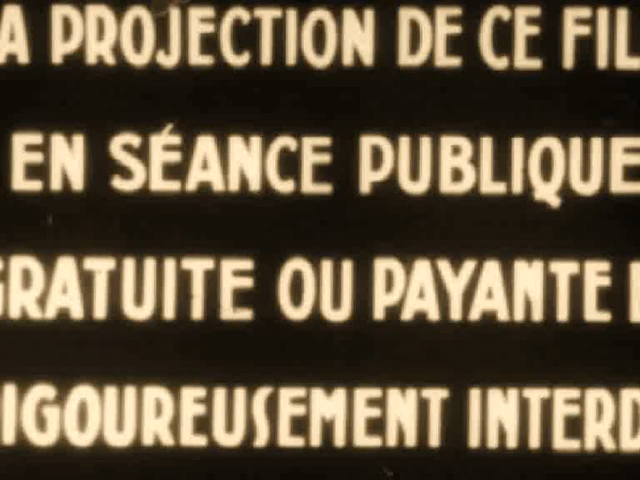 A PROJECTION DE CE FIL
EN SÉANCE PUBLIQUE
GRATUITE OU PAYANTE E
IGOUREUSEMENT INTERD